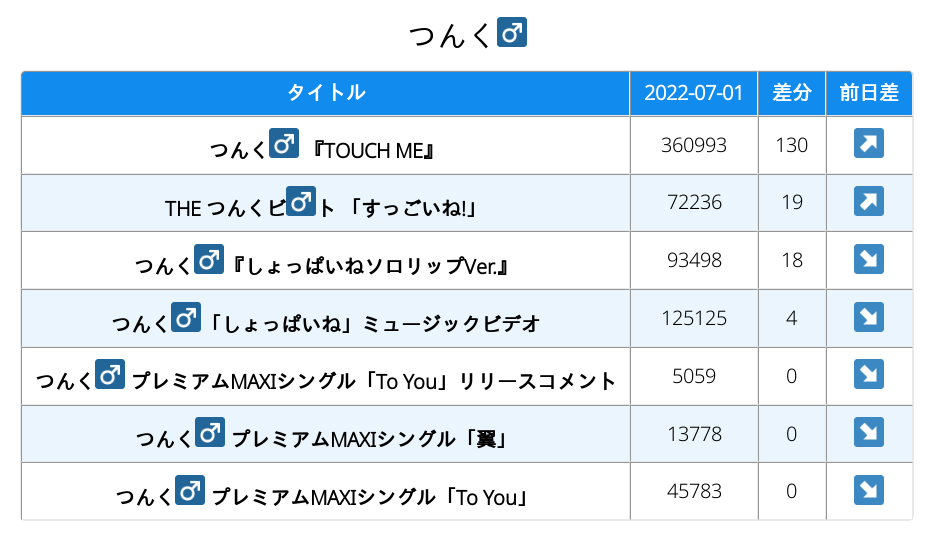 つんく♂
タイトル 2022-07-01 差分 前日差
つんく♂ 『TOUCH ME』 360993 130 ↗
THE つんくビ♂ト 「すっごいね!」 72236 19 ↗
つんく♂『しょっぱいねソロリップVer.』 93498 18 ↘
つんく♂「しょっぱいね」ミュージックビデオ 125125 4 ↘
つんく♂ プレミアムMAXIシングル「To You」リリースコメント 5059 0 ↘
つんく♂ プレミアムMAXIシングル「翼」 13778 0 ↘
つんく♂ プレミアムMAXIシングル「To You」 45783 0 ↘